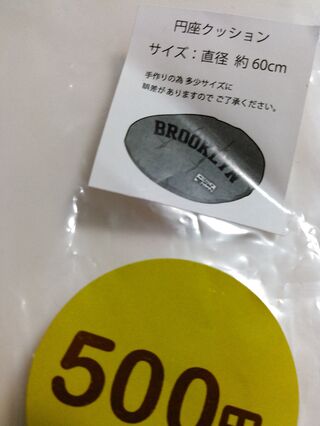 円座クッション
サイズ：直径 約60cm
手作りの為 多少サイズに
誤差が ありますので ご了承ください。
BROOKLYN
500円